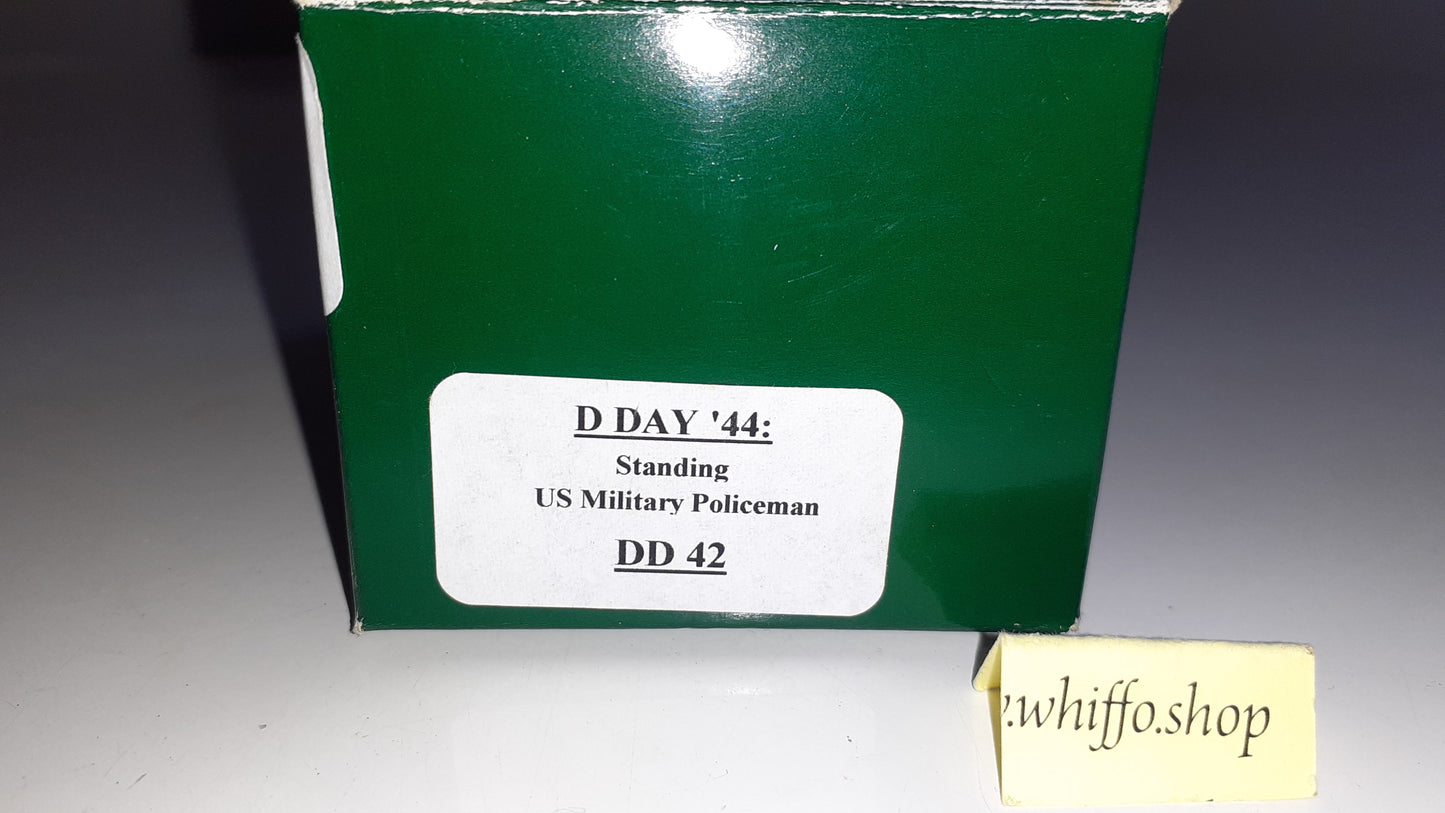 D DAY '44:
Standing
US Military Policeman
DD 42
.whiffo.shop